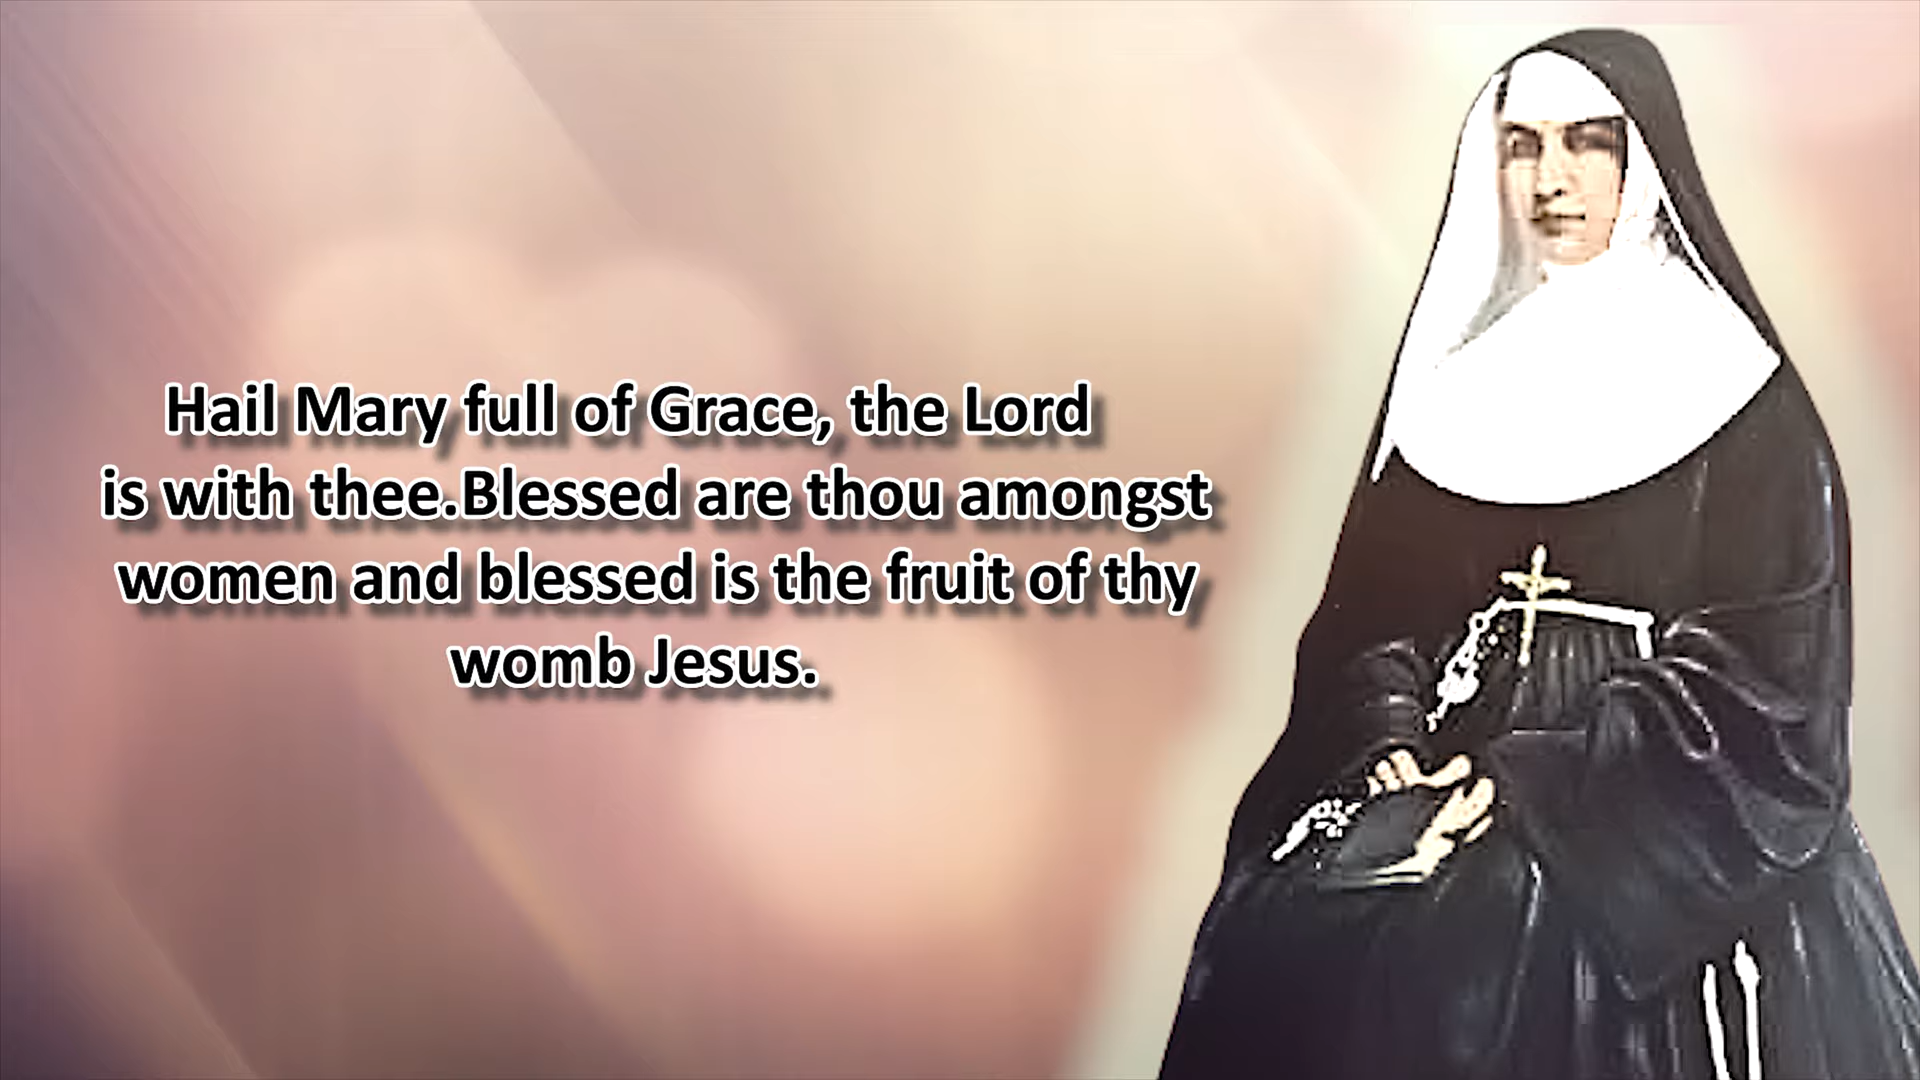 Hail Mary full of Grace, the Lord
is with thee.Blessed are thou amongst
women and blessed is the fruit of thy
womb Jesus.